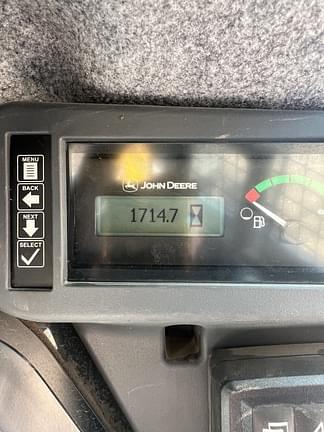 MENU
BACK
NEXT
SELECT
JOHN DEERE
1714.7